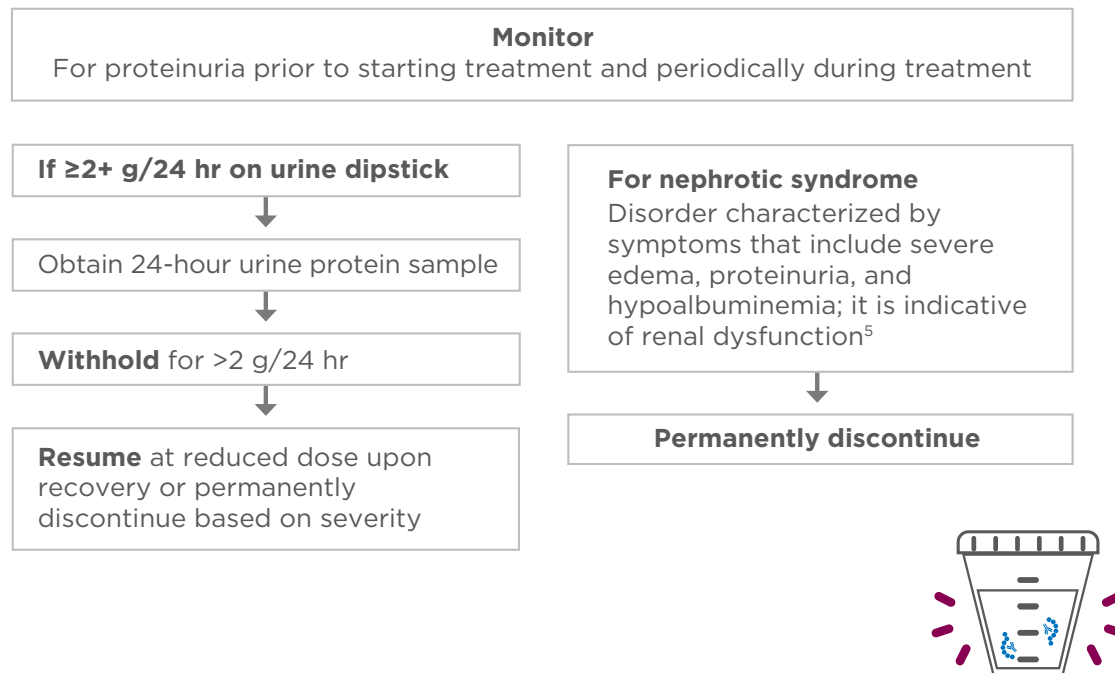 Monitor
For proteinuria prior to starting treatment and periodically during treatment
If ≥2+ g/24 hr on urine dipstick
Obtain 24-hour urine protein sample
Withhold for >2 g/24 hr
Resume at reduced dose upon
recovery or permanently
discontinue based on severity
For nephrotic syndrome
Disorder characterized by
symptoms that include severe
edema, proteinuria, and
hypoalbuminemia; it is indicative
of renal dysfunction⁵
Permanently discontinue